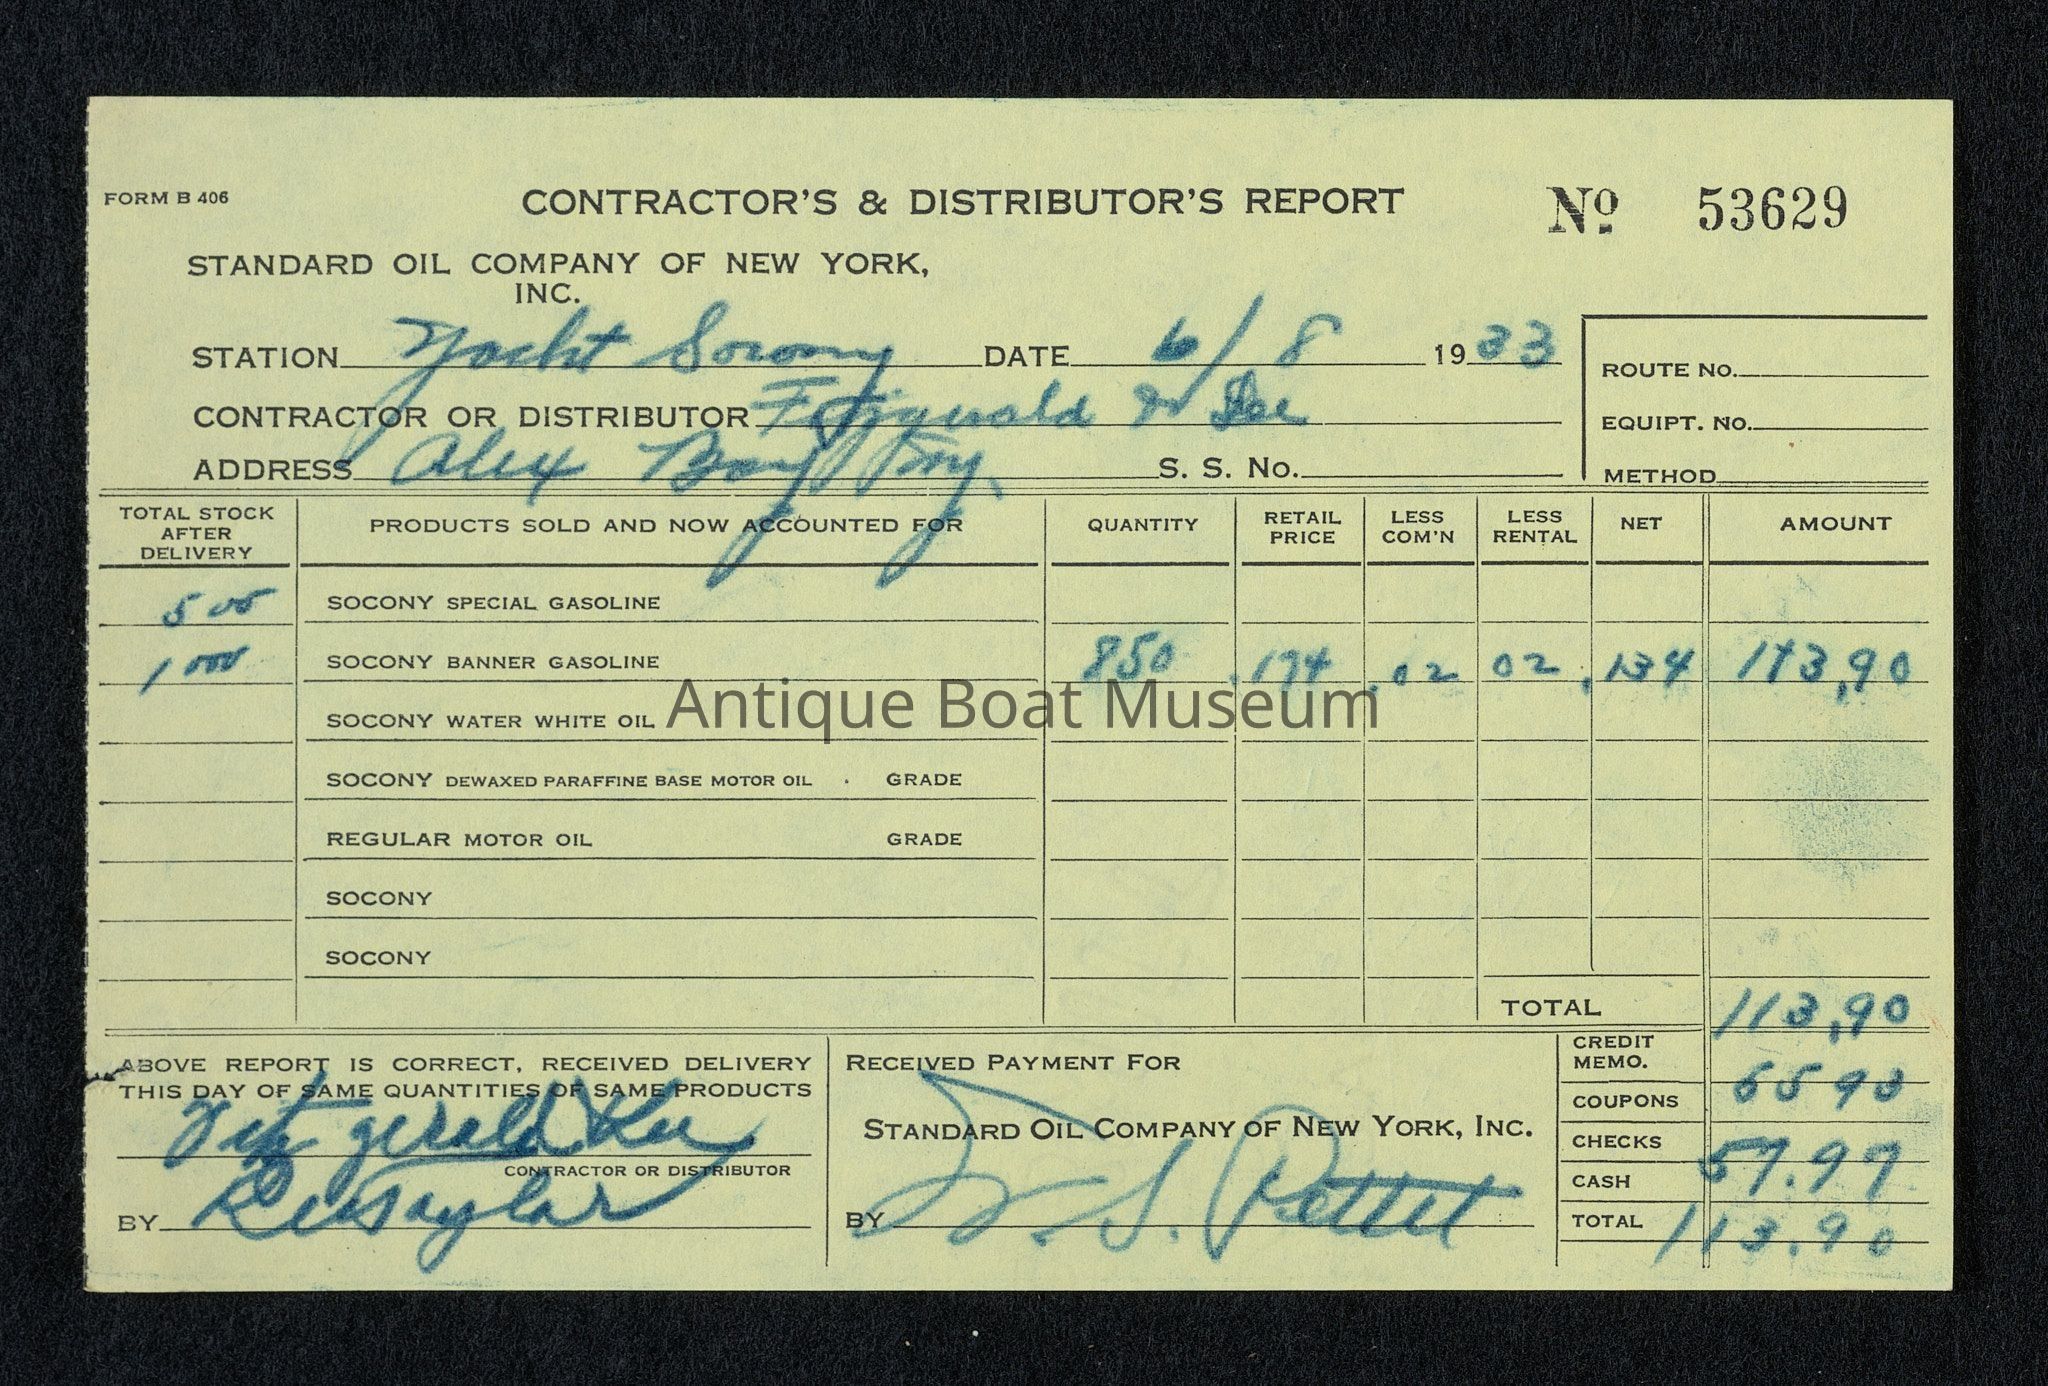 FORM B 406
CONTRACTOR'S & DISTRIBUTOR'S REPORT
No 53629
STANDARD OIL COMPANY OF NEW YORK,
INC.
STATION Yacht Socony DATE 6/8 1933
CONTRACTOR OR DISTRIBUTOR Fitzgerald & Lee
ADDRESS Alex Bay S. S. No.
ROUTE No.
EQUIPT. No.
METHOD
TOTAL STOCK AFTER DELIVERY PRODUCTS SOLD AND NOW ACCOUNTED FOR QUANTITY RETAIL PRICE LESS COM'N LESS RENTAL NET AMOUNT
500 SOCONY SPECIAL GASOLINE
1000 SOCONY BANNER GASOLINE 850 .174 .02 02 .134 113,90
SOCONY WATER WHITE OIL
Antique Boat Museum
SOCONY DEWAXED PARAFFINE BASE MOTOR OIL . GRADE
REGULAR MOTOR OIL GRADE
SOCONY
SOCONY
TOTAL 113,90
ABOVE REPORT IS CORRECT, RECEIVED DELIVERY
THIS DAY OF SAME QUANTITIES OF SAME PRODUCTS
Fitzgerald & Lee
CONTRACTOR OR DISTRIBUTOR
BY Taylor
RECEIVED PAYMENT FOR
STANDARD OIL COMPANY OF NEW YORK, INC.
BY S. Pettit
CREDIT MEMO.
COUPONS
CHECKS 57.97
CASH
TOTAL 113.90